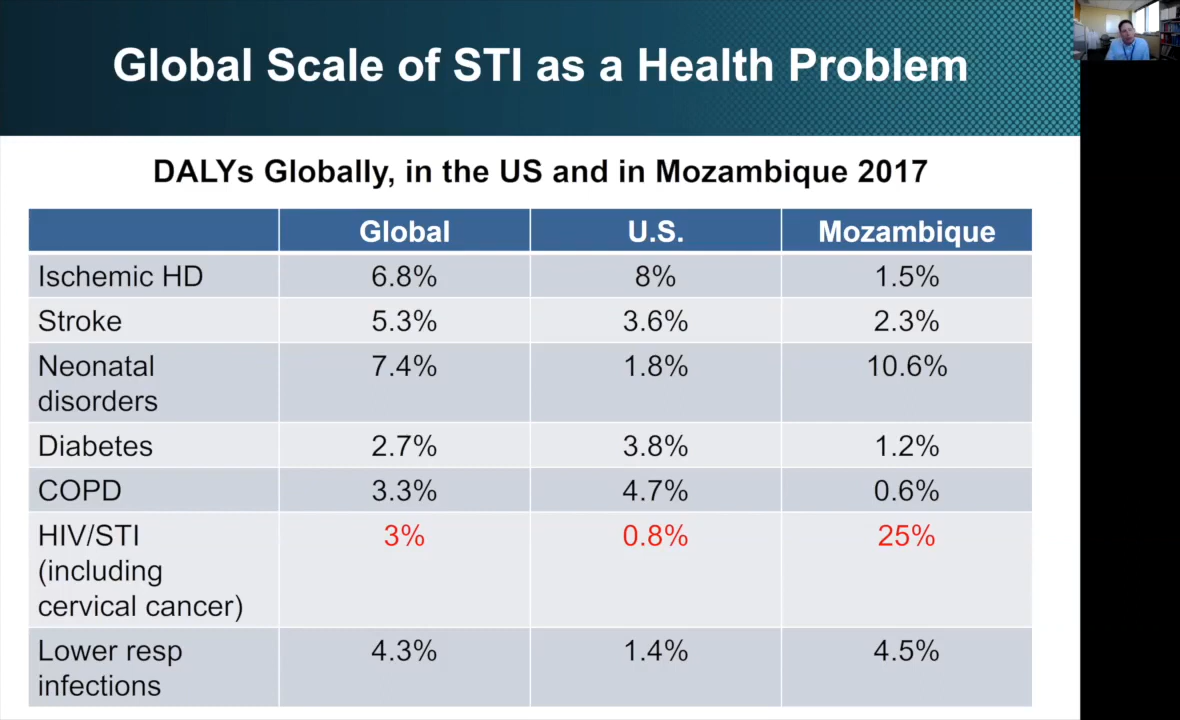 Global Scale of STI as a Health Problem
DALYs Globally, in the US and in Mozambique 2017
Global U.S. Mozambique
Ischemic HD 6.8% 8% 1.5%
Stroke 5.3% 3.6% 2.3%
Neonatal 7.4% 1.8% 10.6%
disorders
Diabetes 2.7% 3.8% 1.2%
COPD 3.3% 4.7% 0.6%
HIV/STI 3% 0.8% 25%
(including
cervical cancer)
Lower resp 4.3% 1.4% 4.5%
infections